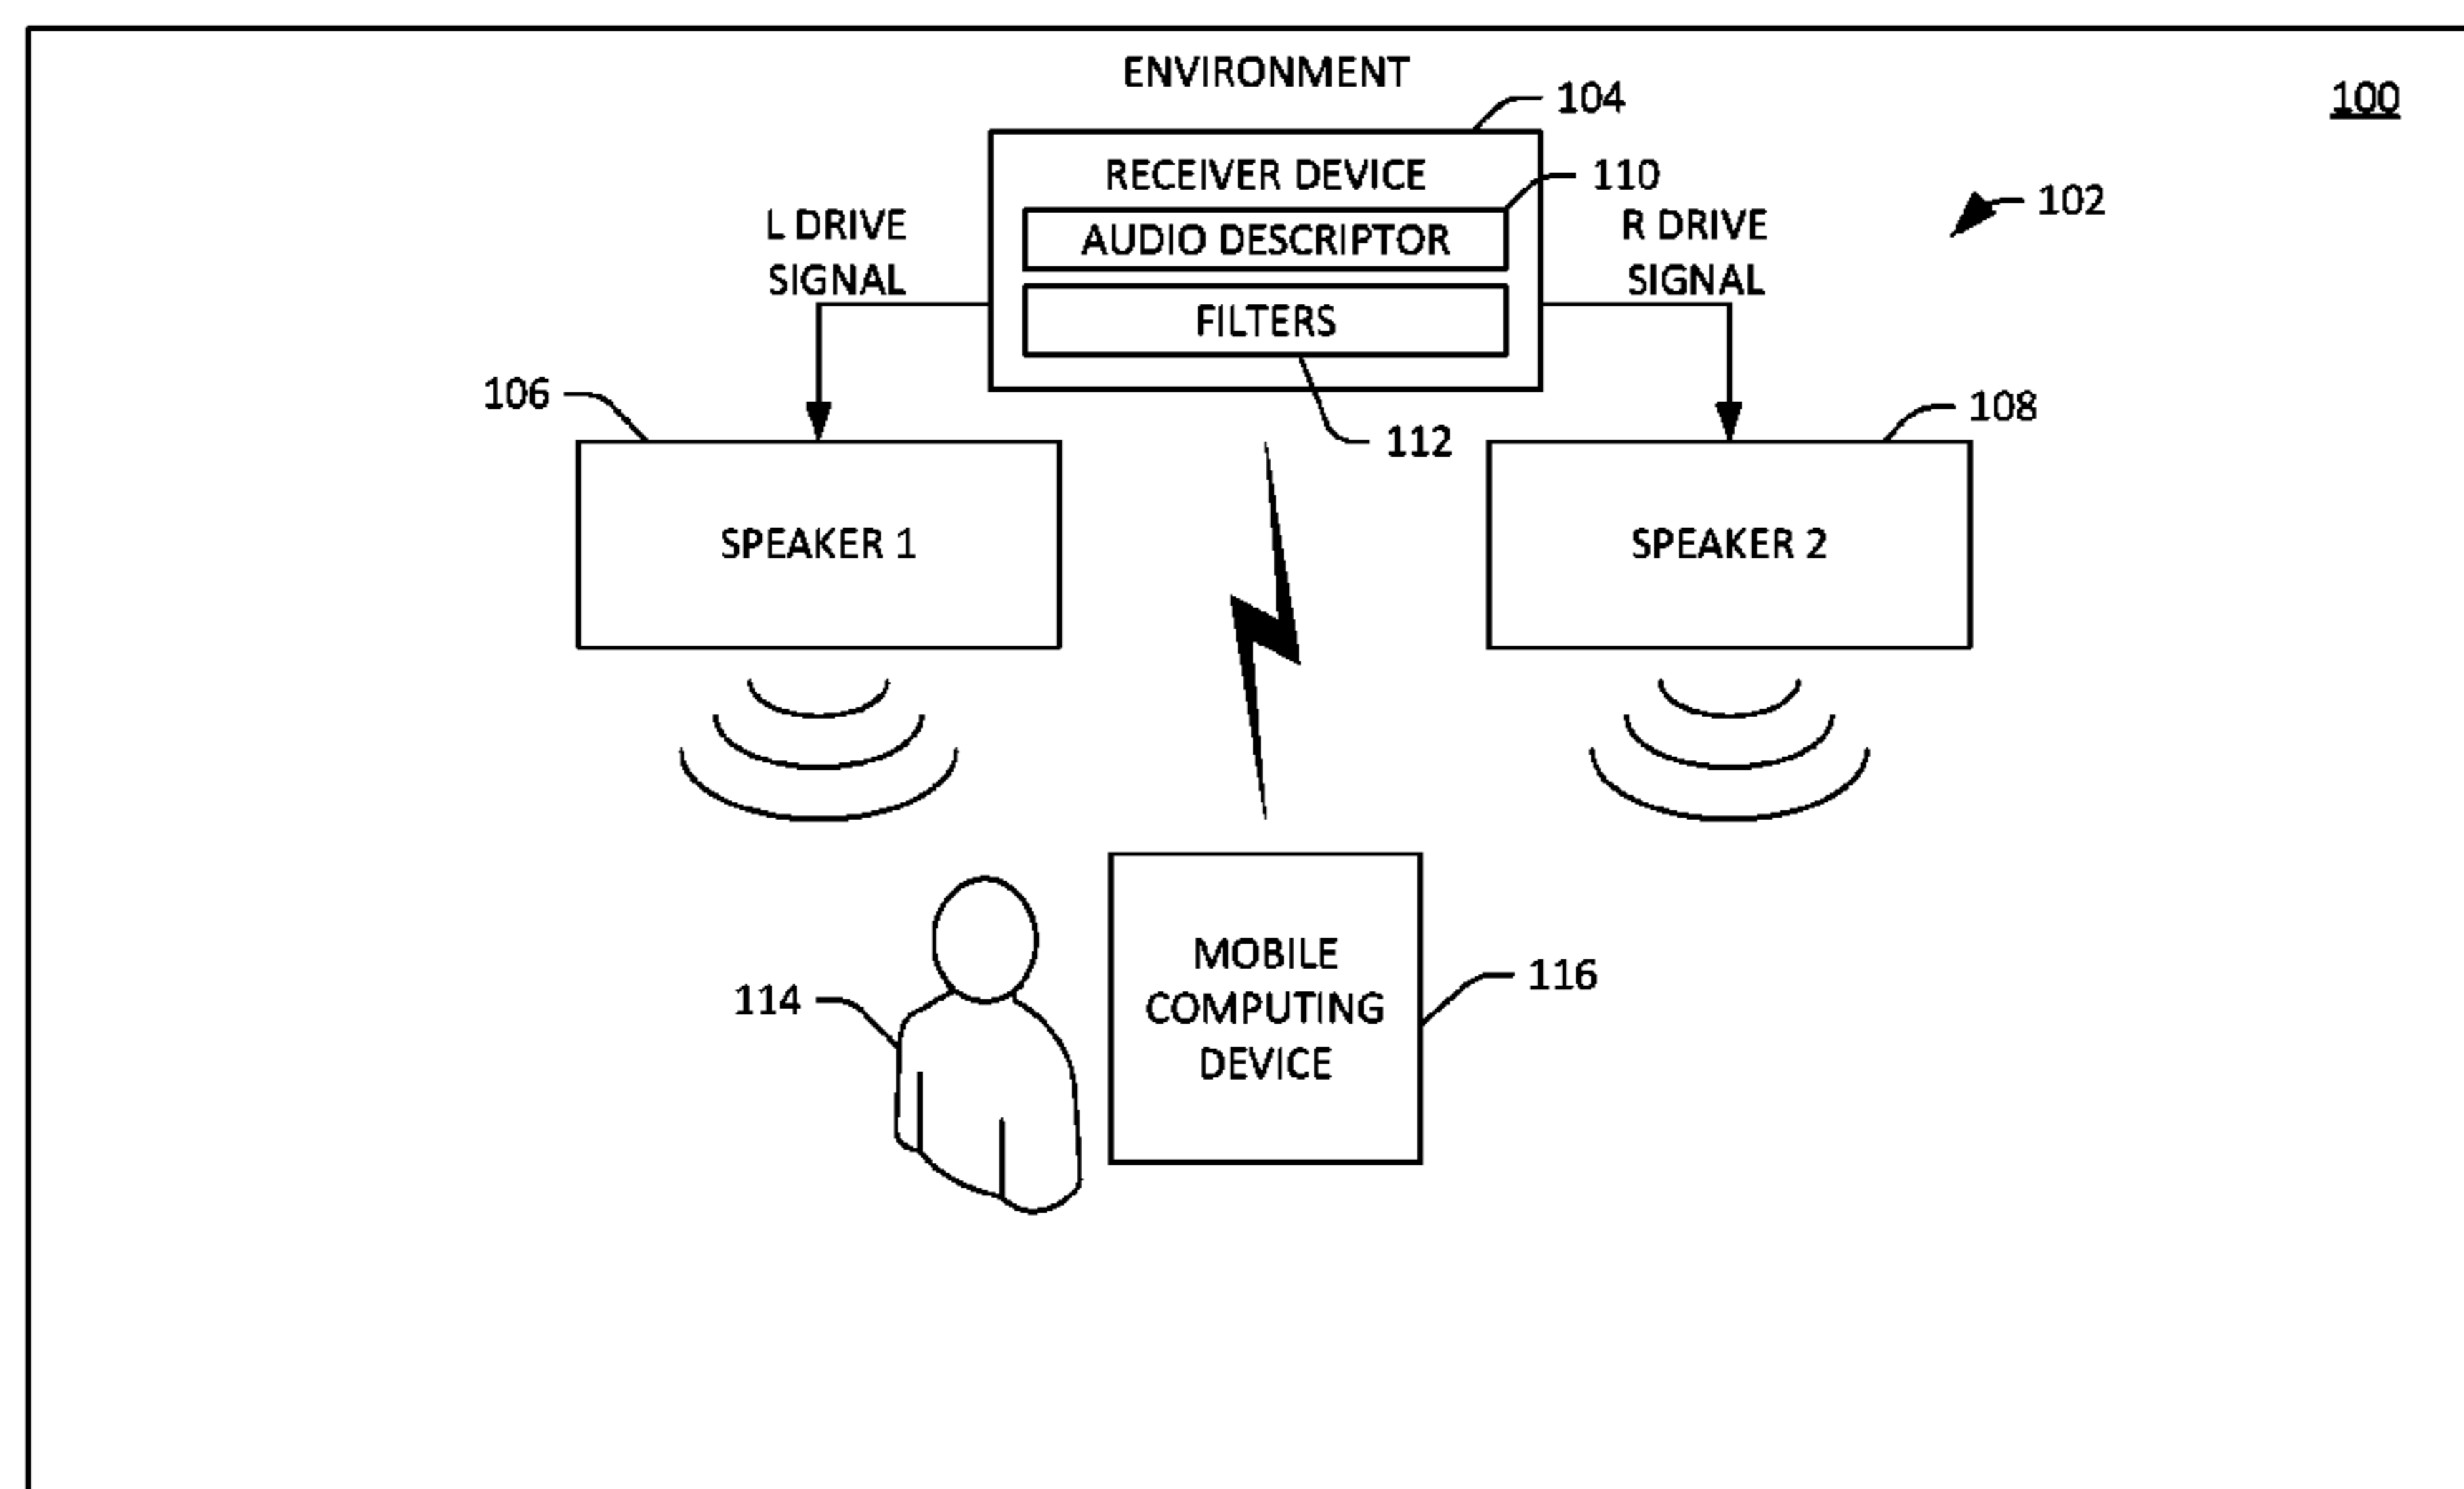 ENVIRONMENT
100
104
RECEIVER DEVICE
110
AUDIO DESCRIPTOR
102
L DRIVE
SIGNAL
R DRIVE
SIGNAL
FILTERS
106
108
112
SPEAKER 1
SPEAKER 2
114
MOBILE
COMPUTING
DEVICE
116